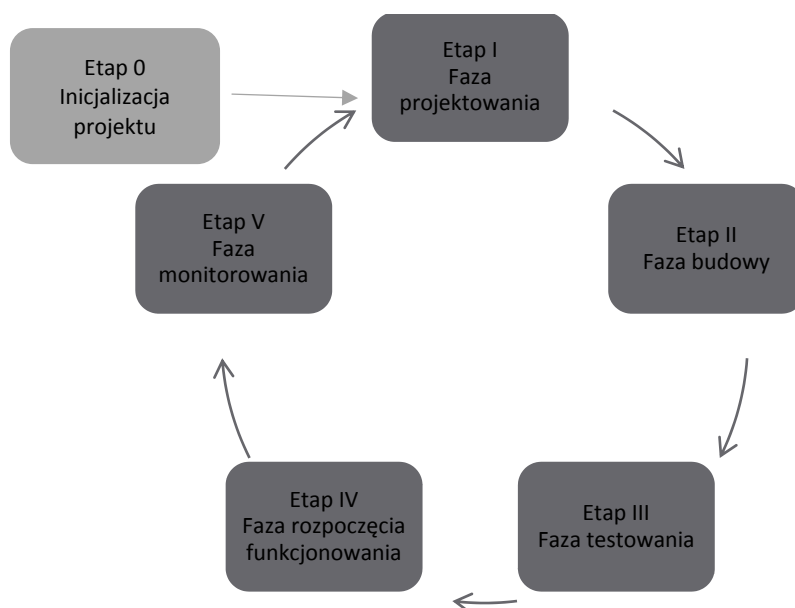 Etap 0
Inicjalizacja
projektu
Etap I
Faza
projektowania
Etap II
Faza budowy
Etap III
Faza testowania
Etap IV
Faza rozpoczęcia
funkcjonowania
Etap V
Faza
monitorowania